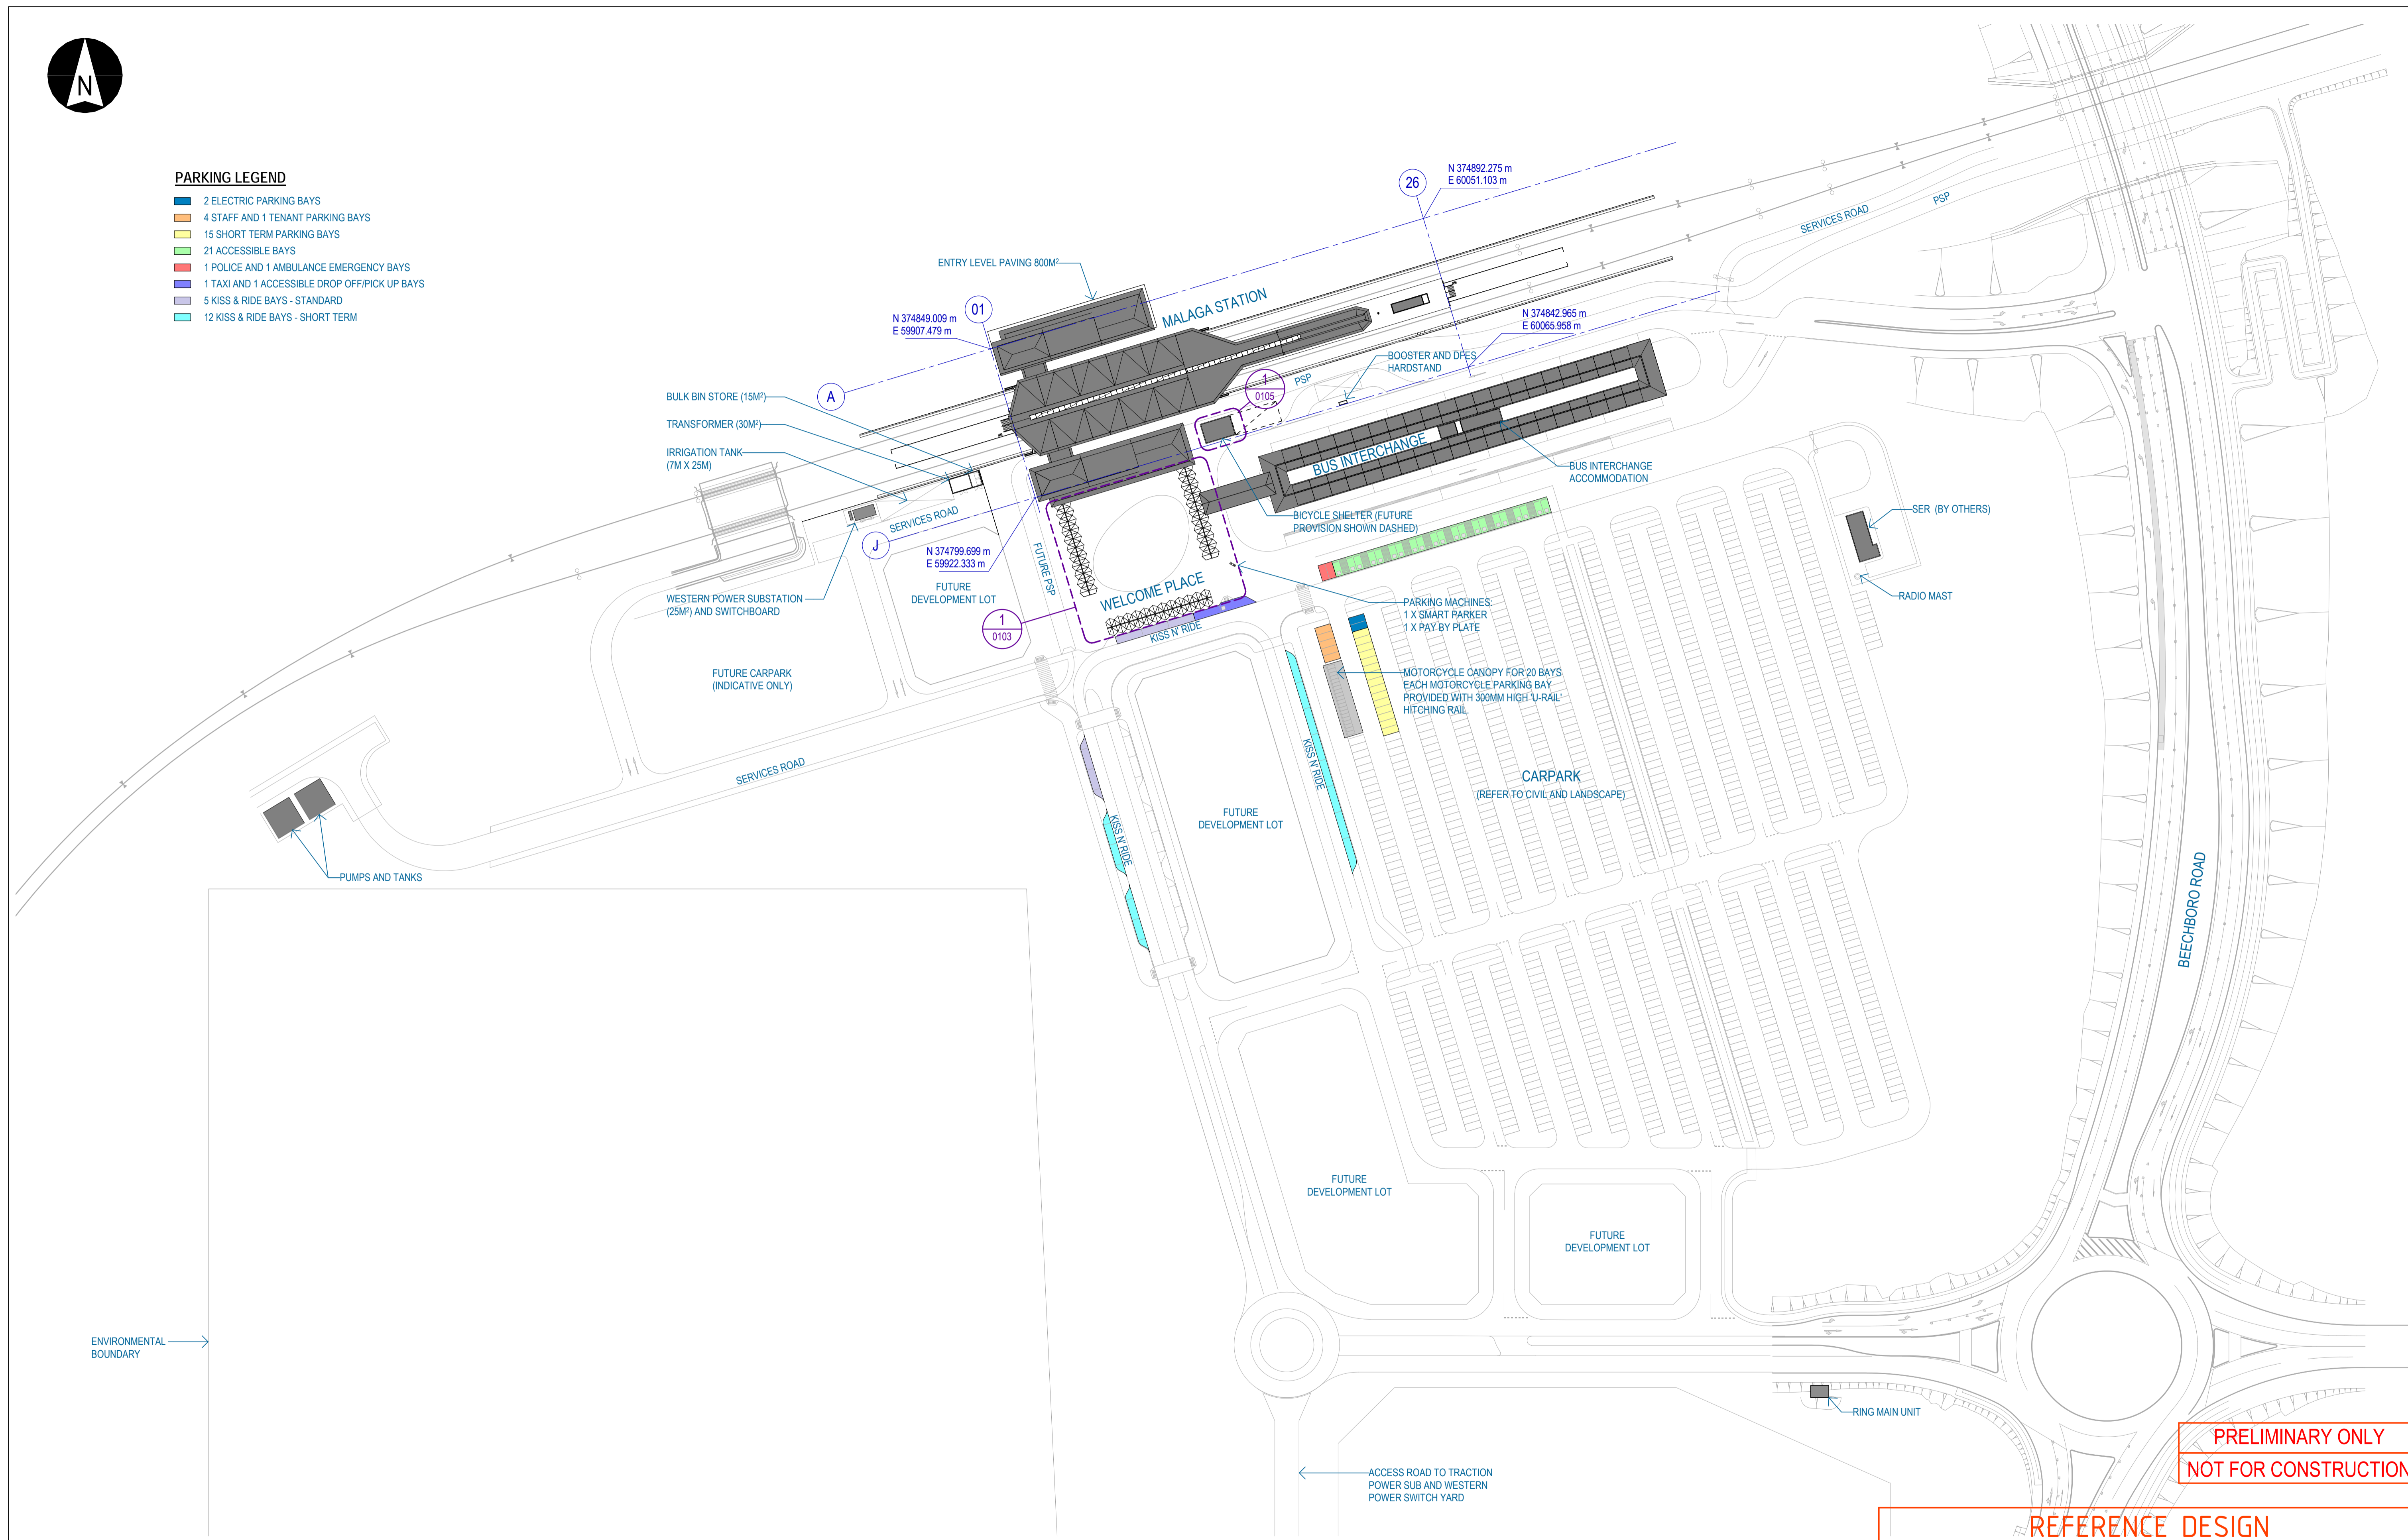 N
PARKING LEGEND
2 ELECTRIC PARKING BAYS
4 STAFF AND 1 TENANT PARKING BAYS
15 SHORT TERM PARKING BAYS
21 ACCESSIBLE BAYS
1 POLICE AND 1 AMBULANCE EMERGENCY BAYS
1 TAXI AND 1 ACCESSIBLE DROP OFF/PICK UP BAYS
5 KISS & RIDE BAYS - STANDARD
12 KISS & RIDE BAYS - SHORT TERM
26
N 374892.275 m
E 60051.103 m
PSP
SERVICES ROAD
ENTRY LEVEL PAVING 800M²
MALAGA STATION
01
N 374849.009 m
E 59907.479 m
N 374842.965 m
E 60065.958 m
BOOSTER AND DFES
HARDSTAND
PSP
1
0105
A
BULK BIN STORE (15M²)
TRANSFORMER (30M²)
IRRIGATION TANK
(7M X 25M)
BUS INTERCHANGE
BUS INTERCHANGE
ACCOMMODATION
BICYCLE SHELTER (FUTURE
PROVISION SHOWN DASHED)
SER (BY OTHERS)
SERVICES ROAD
J
N 374799.699 m
E 59922.333 m
FUTURE PSP
FUTURE
DEVELOPMENT LOT
WELCOME PLACE
WESTERN POWER SUBSTATION
(25M²) AND SWITCHBOARD
1
0103
KISS N' RIDE
PARKING MACHINES:
1 X SMART PARKER
1 X PAY BY PLATE
RADIO MAST
FUTURE CARPARK
(INDICATIVE ONLY)
MOTORCYCLE CANOPY FOR 20 BAYS
EACH MOTORCYCLE PARKING BAY
PROVIDED WITH 300MM HIGH 'U-RAIL'
HITCHING RAIL.
KISS N' RIDE
SERVICES ROAD
CARPARK
(REFER TO CIVIL AND LANDSCAPE)
FUTURE
DEVELOPMENT LOT
KISS N' RIDE
PUMPS AND TANKS
BEECHBORO ROAD
FUTURE
DEVELOPMENT LOT
FUTURE
DEVELOPMENT LOT
ENVIRONMENTAL
BOUNDARY
RING MAIN UNIT
PRELIMINARY ONLY
NOT FOR CONSTRUCTION
ACCESS ROAD TO TRACTION
POWER SUB AND WESTERN
POWER SWITCH YARD
REFERENCE DESIGN